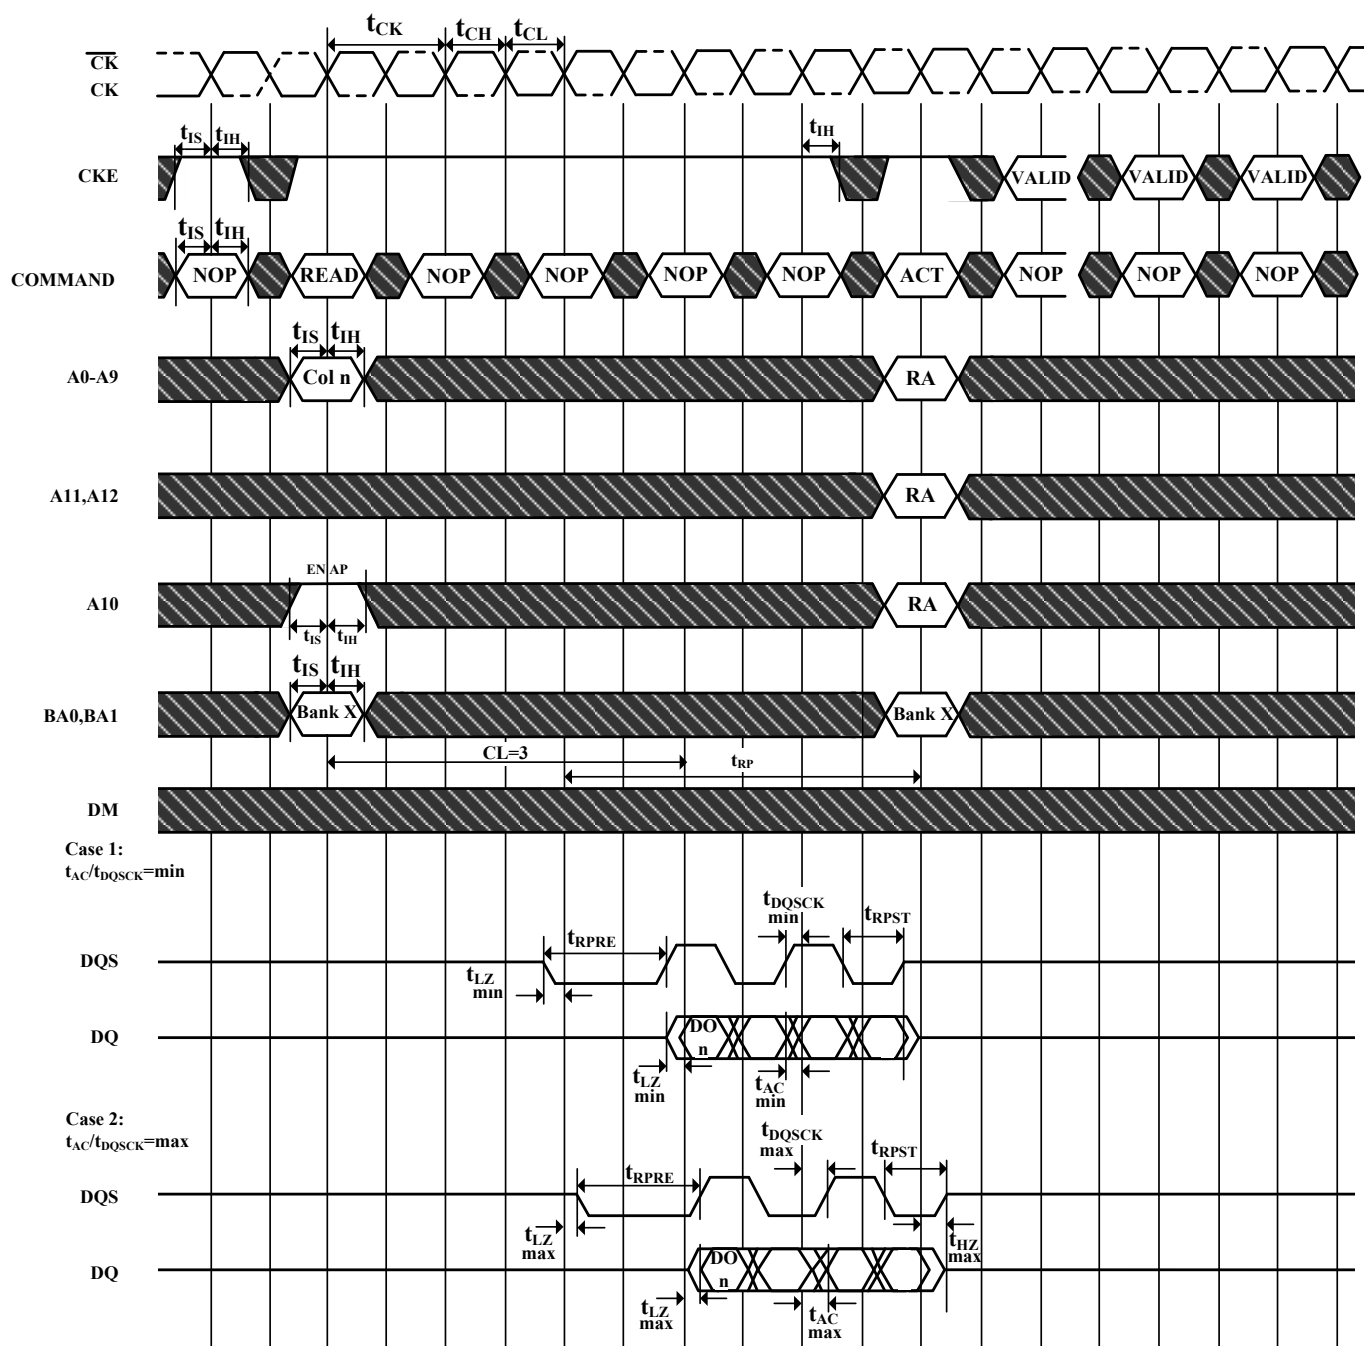 tCK tCH tCL
CK
CK
tIS tIH tIH
CKE VALID VALID VALID
tIS tIH
COMMAND NOP READ NOP NOP NOP NOP ACT NOP NOP NOP
tIS tIH
A0-A9 Col n RA
A11,A12 RA
EN AP
A10 RA
tIS tIH
tIS tIH
BA0,BA1 Bank X Bank X
CL=3
tRP
DM
Case 1:
tAC/tDQSCK=min
tDQSCK
min
tRPST
tRPRE
DQS
tLZ
min
DQ DO
n
tLZ
min
tAC
min
Case 2:
tAC/tDQSCK=max
tDQSCK
max
tRPST
tRPRE
DQS
tLZ
max
tHZ
max
DQ DO
n
tLZ
max
tAC
max